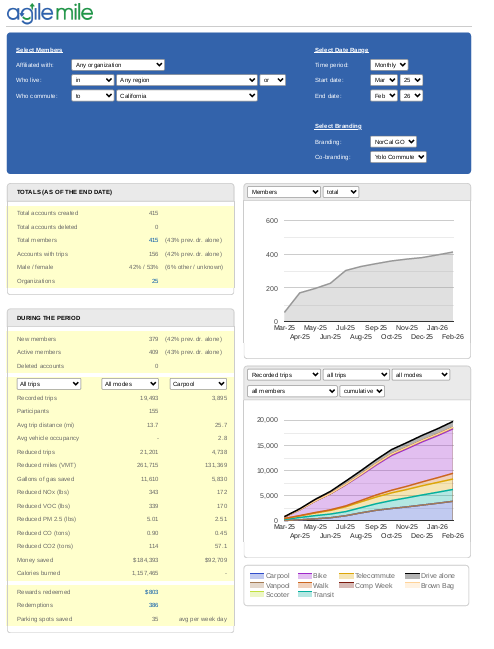 agilemile
Select Members
Affiliated with: Any organization
Who live: in Any region or
Who commute: to California
Select Date Range
Time period: Monthly
Start date: Mar 25
End date: Feb 26
Select Branding
Branding: NorCal GO
Co-branding: Yolo Commute
TOTALS (AS OF THE END DATE)
Total accounts created 415
Total accounts deleted 0
Total members 415 (43% prev. dr. alone)
Accounts with trips 156 (42% prev. dr. alone)
Male / female 42% / 53% (6% other / unknown)
Organizations 25
DURING THE PERIOD
New members 379 (42% prev. dr. alone)
Active members 409 (43% prev. dr. alone)
Deleted accounts 0
All trips All modes Carpool
Recorded trips 19,493 3,895
Participants 155
Avg trip distance (mi) 13.7 25.7
Avg vehicle occupancy - 2.8
Reduced trips 21,201 4,738
Reduced miles (VMT) 261,715 131,369
Gallons of gas saved 11,610 5,830
Reduced NOx (lbs) 343 172
Reduced VOC (lbs) 339 170
Reduced PM 2.5 (lbs) 5.01 2.51
Reduced CO (tons) 0.90 0.45
Reduced CO2 (tons) 114 57.1
Money saved $184,393 $92,709
Calories burned 1,157,465 -
Rewards redeemed $803
Redemptions 386
Parking spots saved 35 avg per week day
Members total
600
400
200
0
Mar-25 May-25 Jul-25 Sep-25 Nov-25 Jan-26
Apr-25 Jun-25 Aug-25 Oct-25 Dec-25 Feb-26
Recorded trips all trips all modes
all members cumulative
20,000
15,000
10,000
5,000
0
Mar-25 May-25 Jul-25 Sep-25 Nov-25 Jan-26
Apr-25 Jun-25 Aug-25 Oct-25 Dec-25 Feb-26
Carpool Bike Telecommute Drive alone
Vanpool Walk Comp Week Brown Bag
Scooter Transit